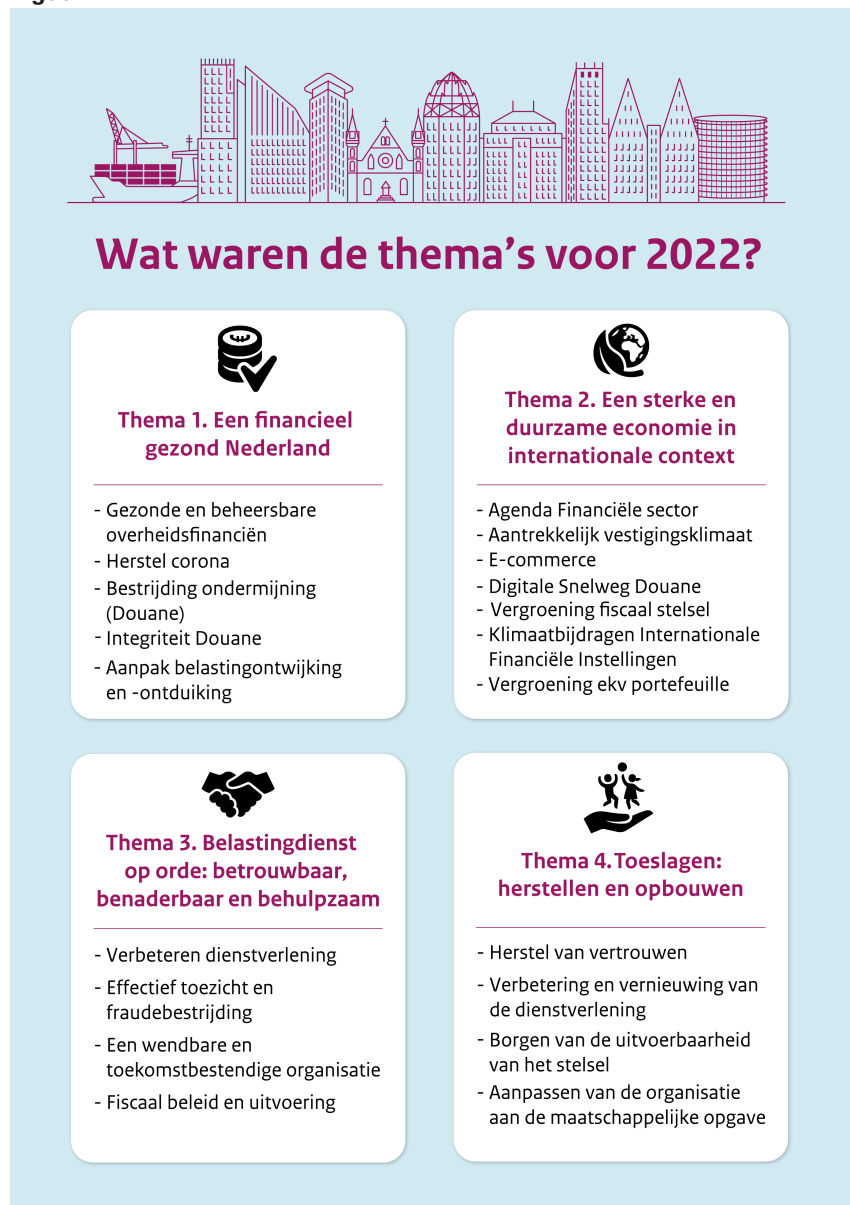 Wat waren de thema's voor 2022?
Thema 1. Een financieel
gezond Nederland
- Gezonde en beheersbare
overheidsfinanciën
- Herstel corona
- Bestrijding ondermijning
(Douane)
- Integriteit Douane
- Aanpak belastingontwijking
en -ontduiking
Thema 2. Een sterke en
duurzame economie in
internationale context
- Agenda Financiële sector
- Aantrekkelijk vestigingsklimaat
- E-commerce
- Digitale Snelweg Douane
- Vergroening fiscaal stelsel
- Klimaatbijdragen Internationale
Financiële Instellingen
- Vergroening ekv portefeuille
Thema 3. Belastingdienst
op orde: betrouwbaar,
benaderbaar en behulpzaam
- Verbeteren dienstverlening
- Effectief toezicht en
fraudebestrijding
- Een wendbare en
toekomstbestendige organisatie
- Fiscaal beleid en uitvoering
Thema 4.Toeslagen:
herstellen en opbouwen
- Herstel van vertrouwen
- Verbetering en vernieuwing van
de dienstverlening
- Borgen van de uitvoerbaarheid
van het stelsel
- Aanpassen van de organisatie
aan de maatschappelijke opgave